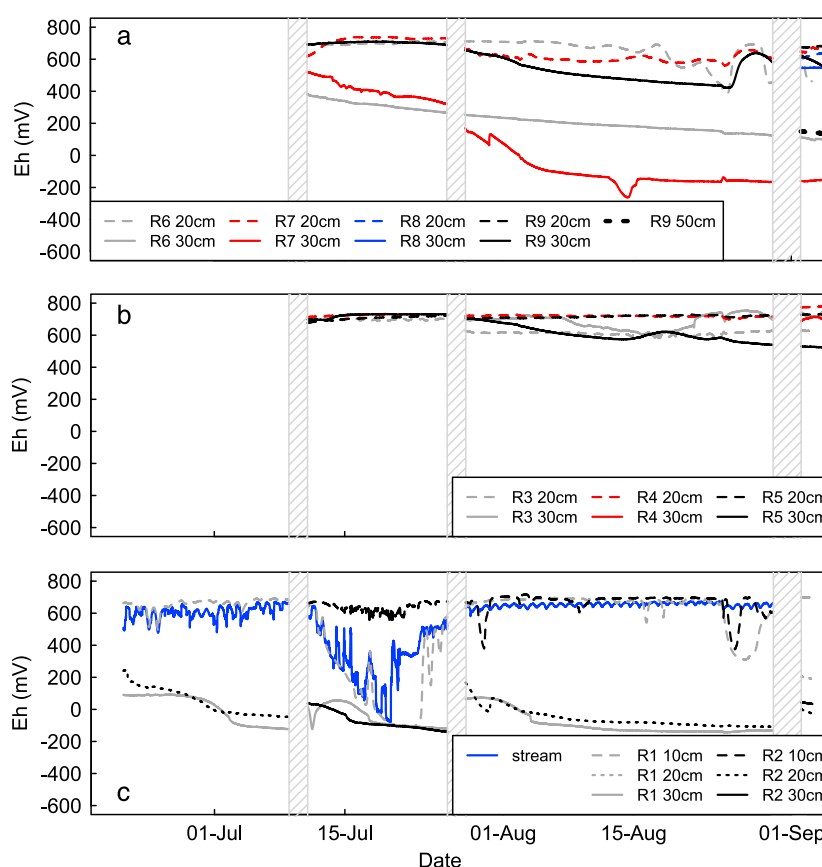 a
Eh (mV)
800
600
400
200
0
-200
-400
-600
R6 20cm R7 20cm R8 20cm R9 20cm R9 50cm
R6 30cm R7 30cm R8 30cm R9 30cm
b
Eh (mV)
800
600
400
200
0
-200
-400
-600
R3 20cm R4 20cm R5 20cm
R3 30cm R4 30cm R5 30cm
c
Eh (mV)
800
600
400
200
0
-200
-400
-600
stream R1 10cm R2 10cm
R1 20cm R2 20cm
R1 30cm R2 30cm
01-Jul 15-Jul 01-Aug 15-Aug 01-Sep
Date